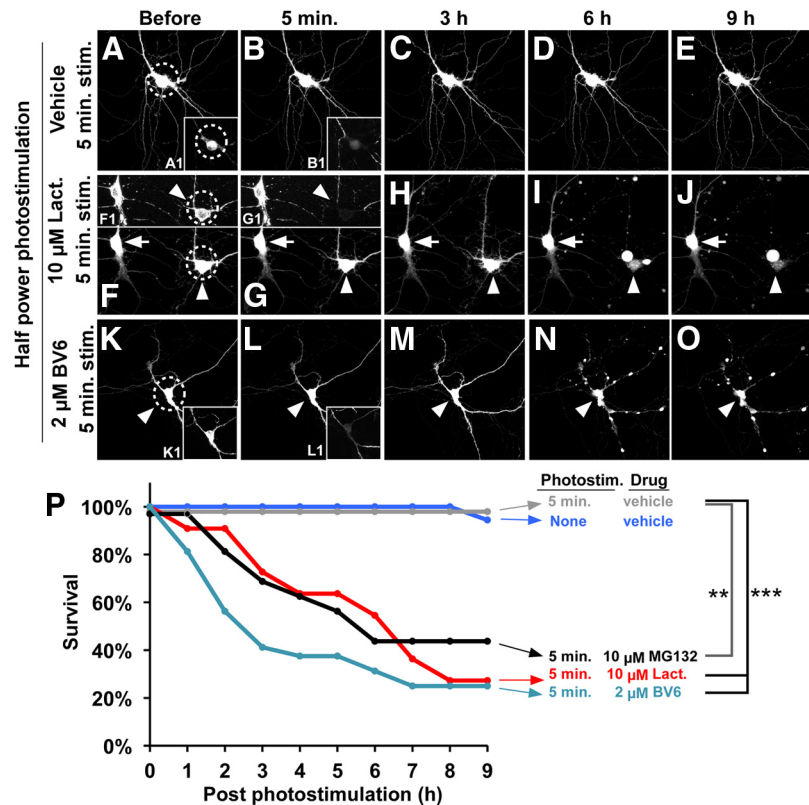 Before 5 min. 3 h 6 h 9 h
Half power photostimulation
Vehicle
5 min. stim.
A B C D E
A1 B1
10 µM Lact.
5 min. stim.
F1 G1 H I J
F G
2 µM BV6
5 min. stim.
K L M N O
K1 L1
P
Photostim. Drug
5 min. vehicle
None vehicle
** ***
5 min. 10 µM MG132
5 min. 10 µM Lact.
5 min. 2 µM BV6
Survival
100%
80%
60%
40%
20%
0%
0 1 2 3 4 5 6 7 8 9
Post photostimulation (h)